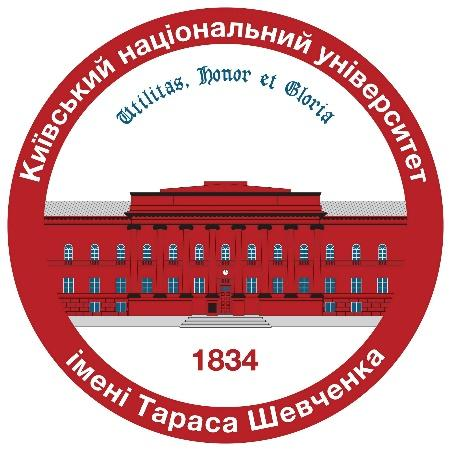 Київський національний університет
Utilitas, Honor et Gloria
1834
імені Тараса Шевченка